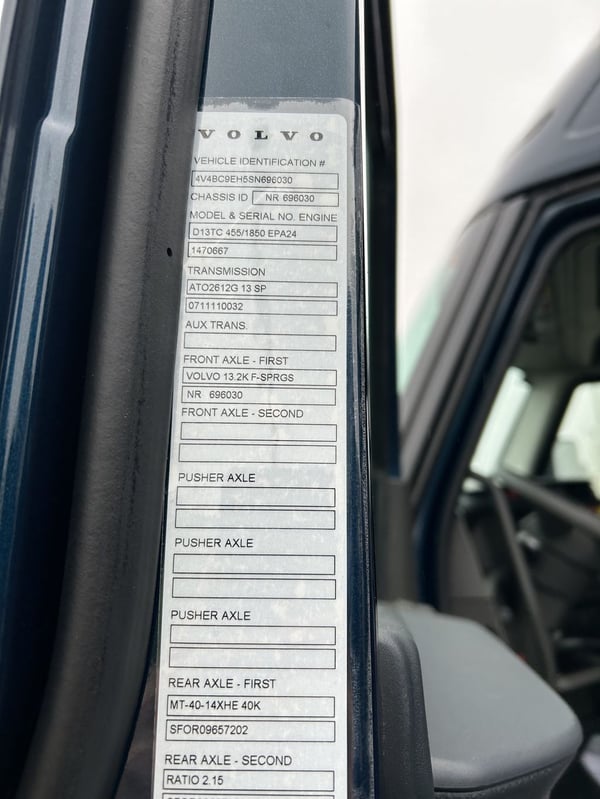 VOLVO
VEHICLE IDENTIFICATION #
4V4BC9EH5SN696030
CHASSIS ID NR 696030
MODEL & SERIAL NO. ENGINE
D13TC 455/1850 EPA24
1470667
TRANSMISSION
ATO2612G 13 SP
0711110032
AUX TRANS.
FRONT AXLE - FIRST
VOLVO 13.2K F-SPRGS
NR 696030
FRONT AXLE - SECOND
PUSHER AXLE
PUSHER AXLE
PUSHER AXLE
REAR AXLE - FIRST
MT-40-14XHE 40K
SFOR09657202
REAR AXLE - SECOND
RATIO 2.15